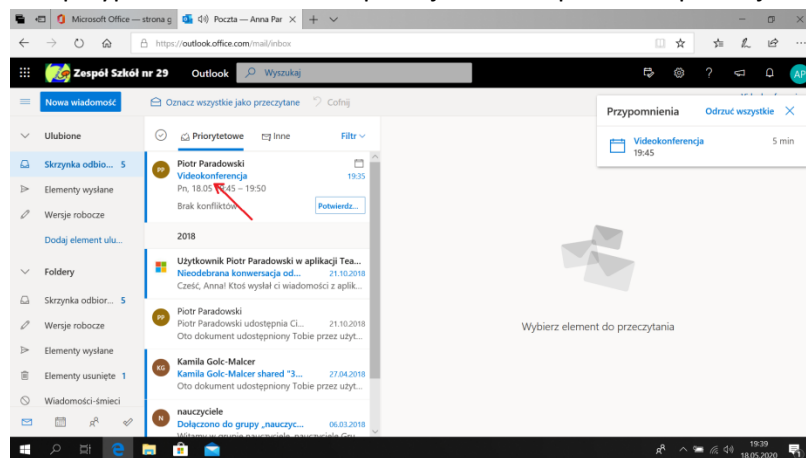 Microsoft Office — strona g
Poczta — Anna Par
https://outlook.office.com/mail/inbox
Zespół Szkół nr 29
Outlook
Wyszukaj
AP
Nowa wiadomość
Oznacz wszystkie jako przeczytane
Cofnij
Przypomnienia
Odrzuć wszystkie
Videokonferencja
5 min
19:45
Ulubione
Skrzynka odbio... 5
Elementy wysłane
Wersje robocze
Dodaj element ulu...
Foldery
Skrzynka odbior... 5
Wersje robocze
Elementy wysłane
Elementy usunięte 1
Wiadomości-śmieci
Priorytetowe
Inne
Filtr
PP
Piotr Paradowski
Videokonferencja
19:35
Pn, 18.05 :45 – 19:50
Brak konfliktów
Potwierdz...
2018
Użytkownik Piotr Paradowski w aplikacji Tea...
Nieodebrana konwersacja od...
21.10.2018
Cześć, Anna! Ktoś wysłał ci wiadomości z aplik...
PP
Piotr Paradowski
Piotr Paradowski udostępnia Ci...
21.10.2018
Oto dokument udostępniony Tobie przez użyt...
KG
Kamila Golc-Malcer
Kamila Golc-Malcer shared "3...
27.04.2018
Oto dokument udostępniony Tobie przez użyt...
N
nauczyciele
Dołączono do grupy „nauczyc...
06.03.2018
Wybierz element do przeczytania
19:39
18.05.2020